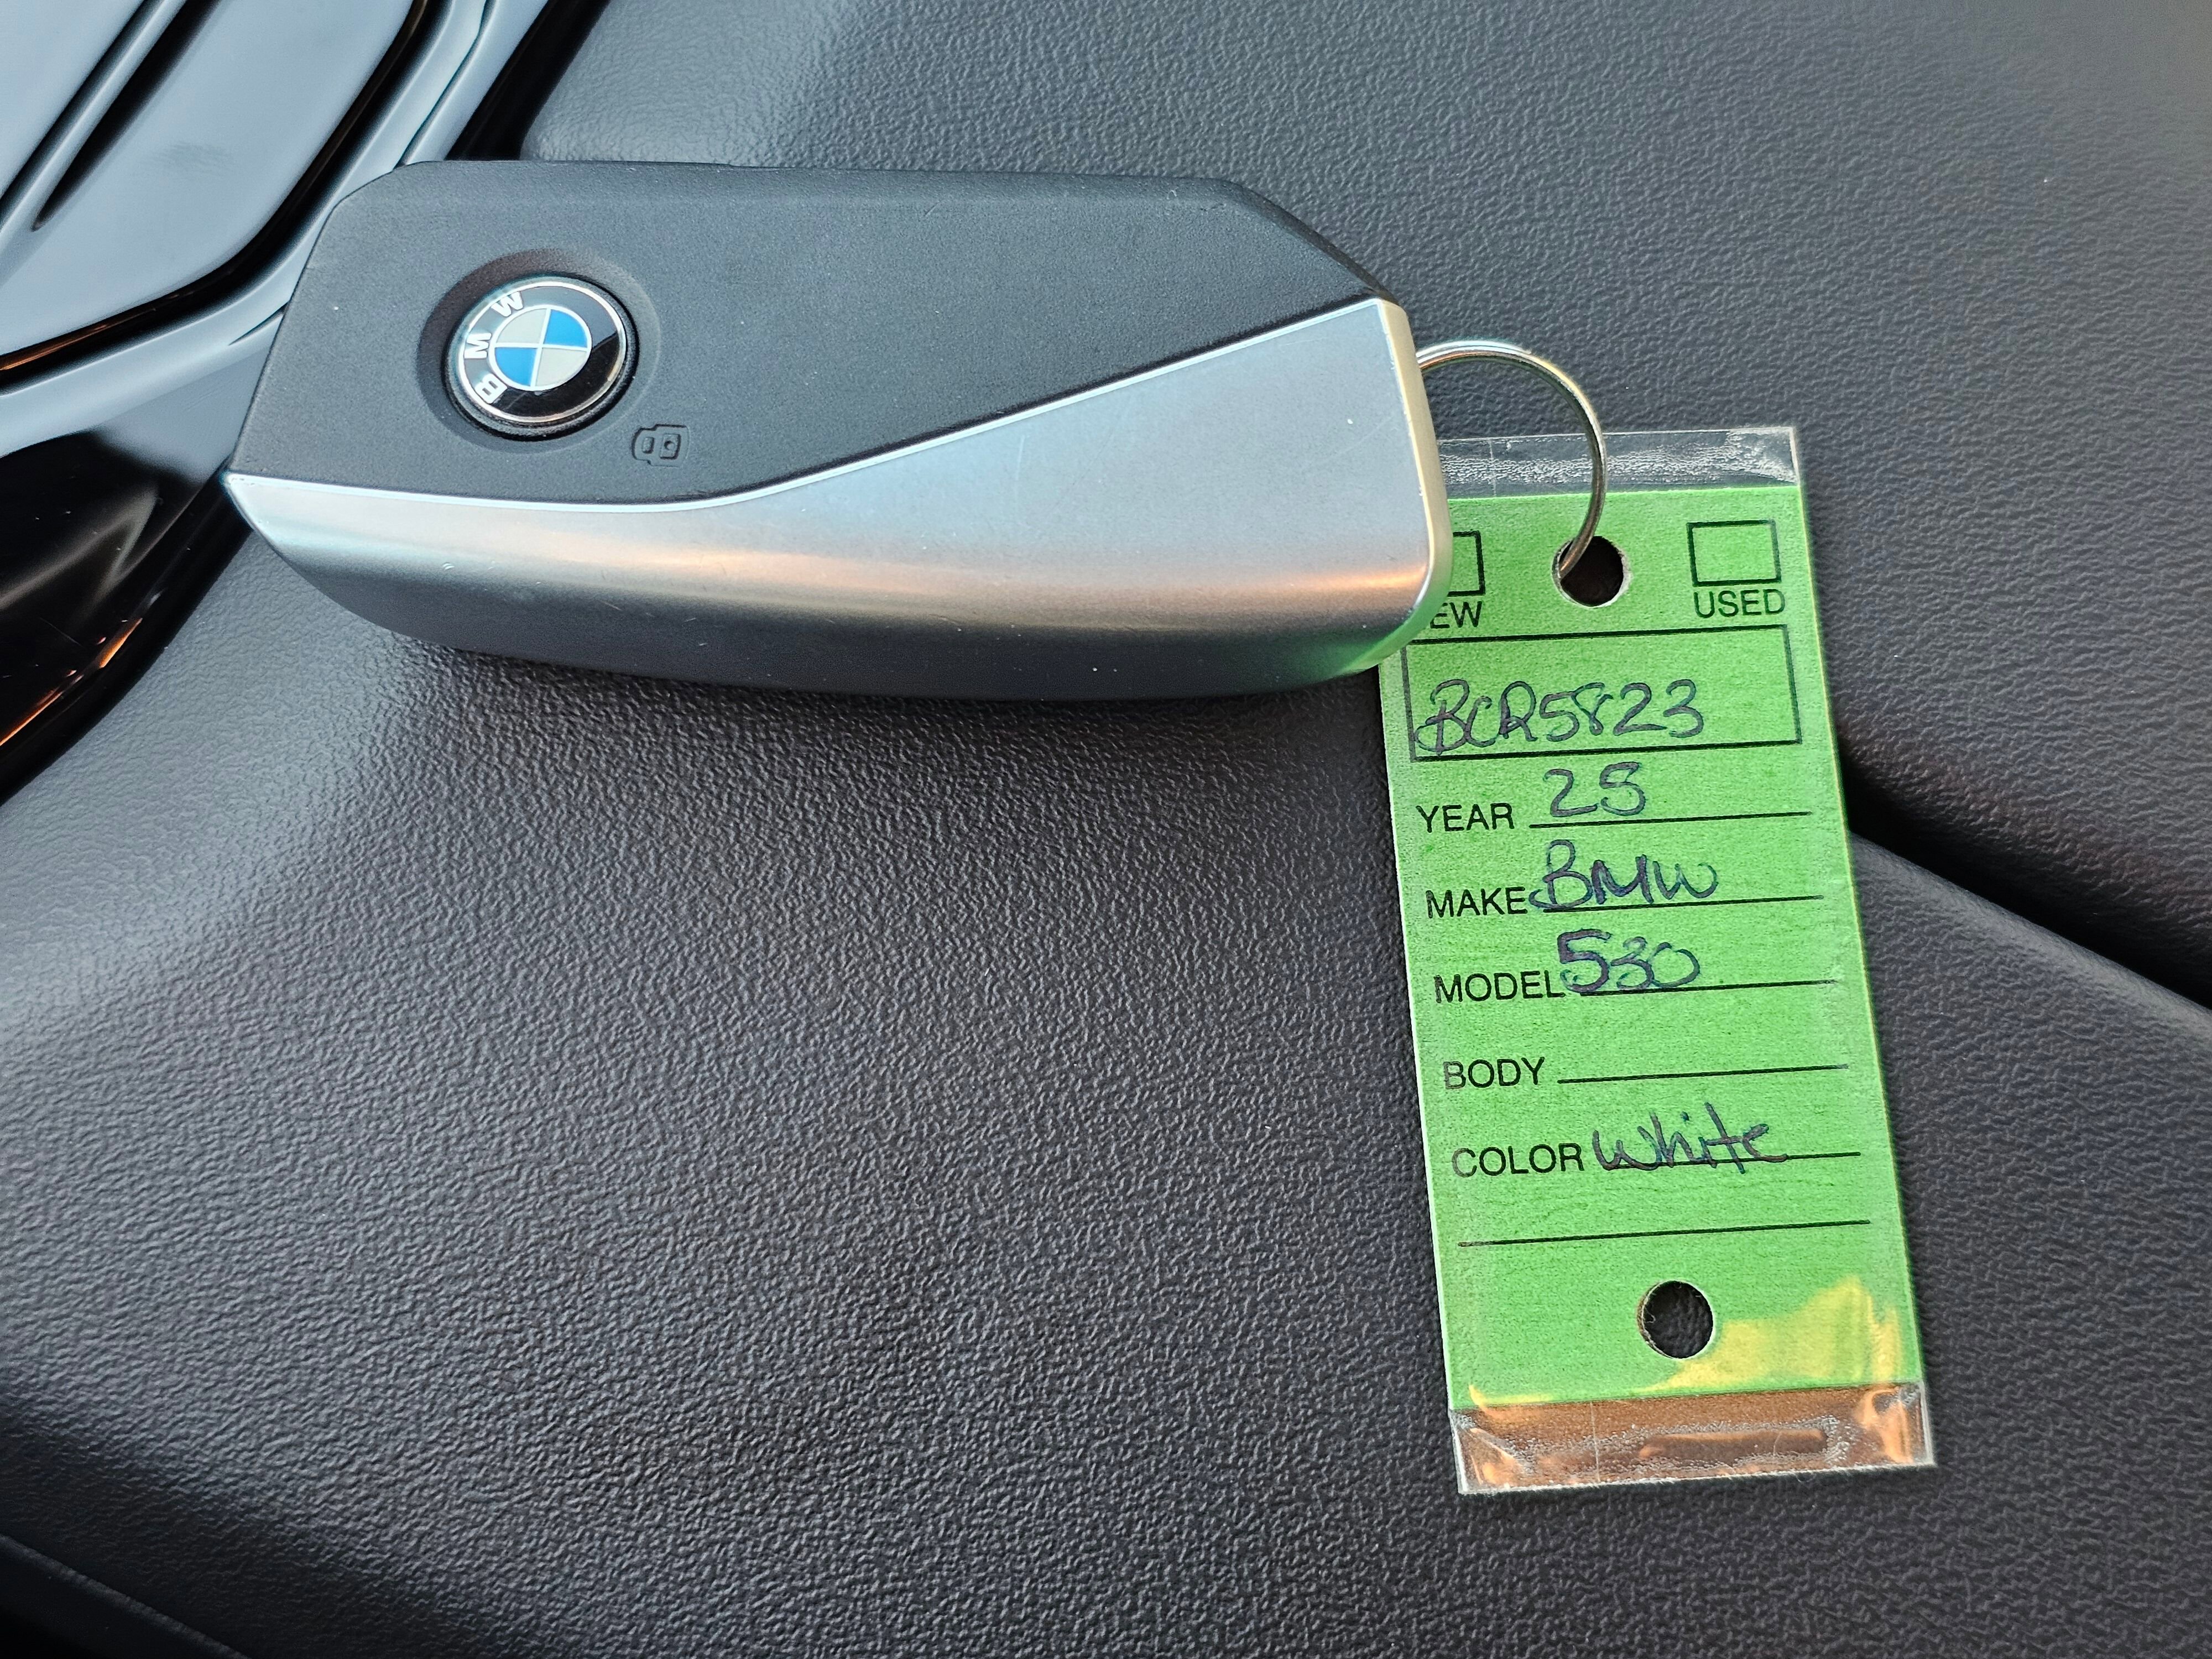 BMW
EW USED
BCR5823
YEAR 25
MAKE BMW
MODEL 530
BODY
COLOR White